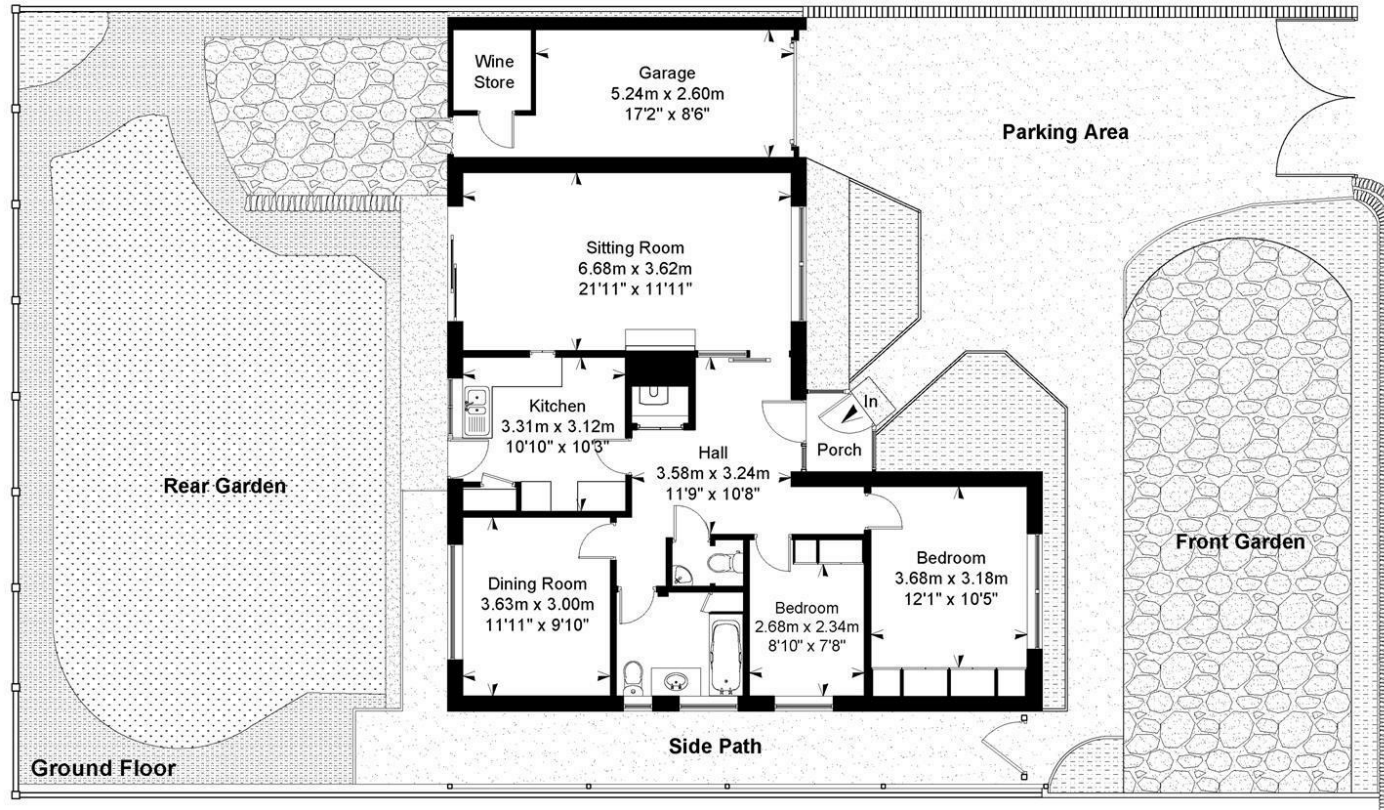 Wine
Store
Garage
5.24m x 2.60m
17'2" x 8'6"
Parking Area
Sitting Room
6.68m x 3.62m
21'11" x 11'11"
Kitchen
3.31m x 3.12m
10'10" x 10'3"
In
Porch
Hall
3.58m x 3.24m
11'9" x 10'8"
Rear Garden
Front Garden
Dining Room
3.63m x 3.00m
11'11" x 9'10"
Bedroom
2.68m x 2.34m
8'10" x 7'8"
Bedroom
3.68m x 3.18m
12'1" x 10'5"
Side Path
Ground Floor